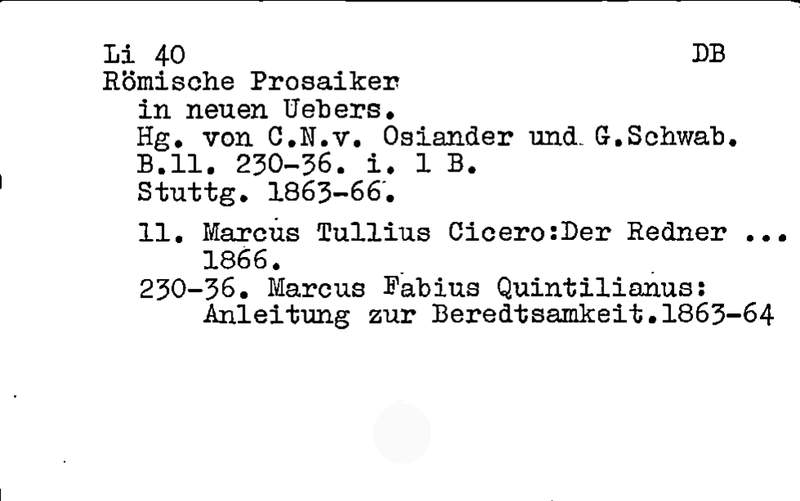 Li 40 DB
Römische Prosaiker
in neuen Uebers.
Hg. von C.N.v. Osiander und G.Schwab.
B.11. 230-36. i. 1 B.
Stuttg. 1863-66.
11. Marcus Tullius Cicero:Der Redner ...
1866.
230-36. Marcus Fabius Quintilianus:
Anleitung zur Beredtsamkeit.1863-64